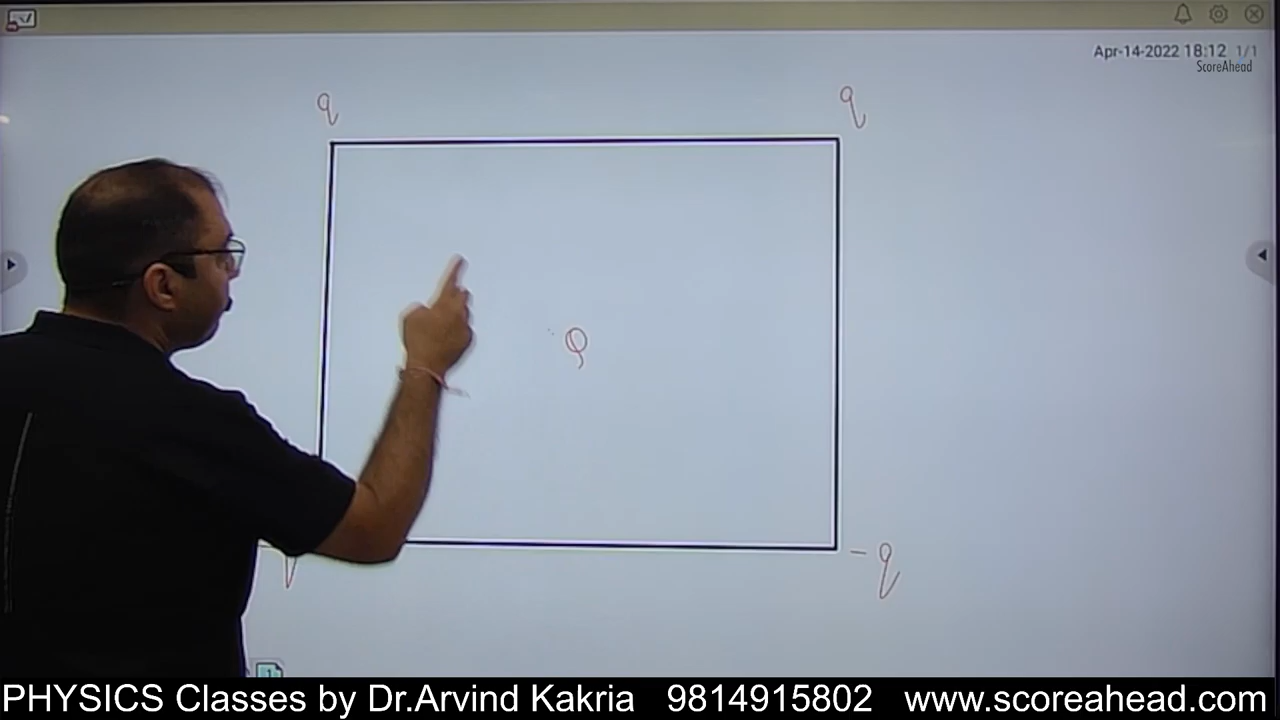 Apr-14-2022 18:12 1/1
ScoreAhead
q q
Q
-q
PHYSICS Classes by Dr.Arvind Kakria 9814915802 www.scoreahead.com